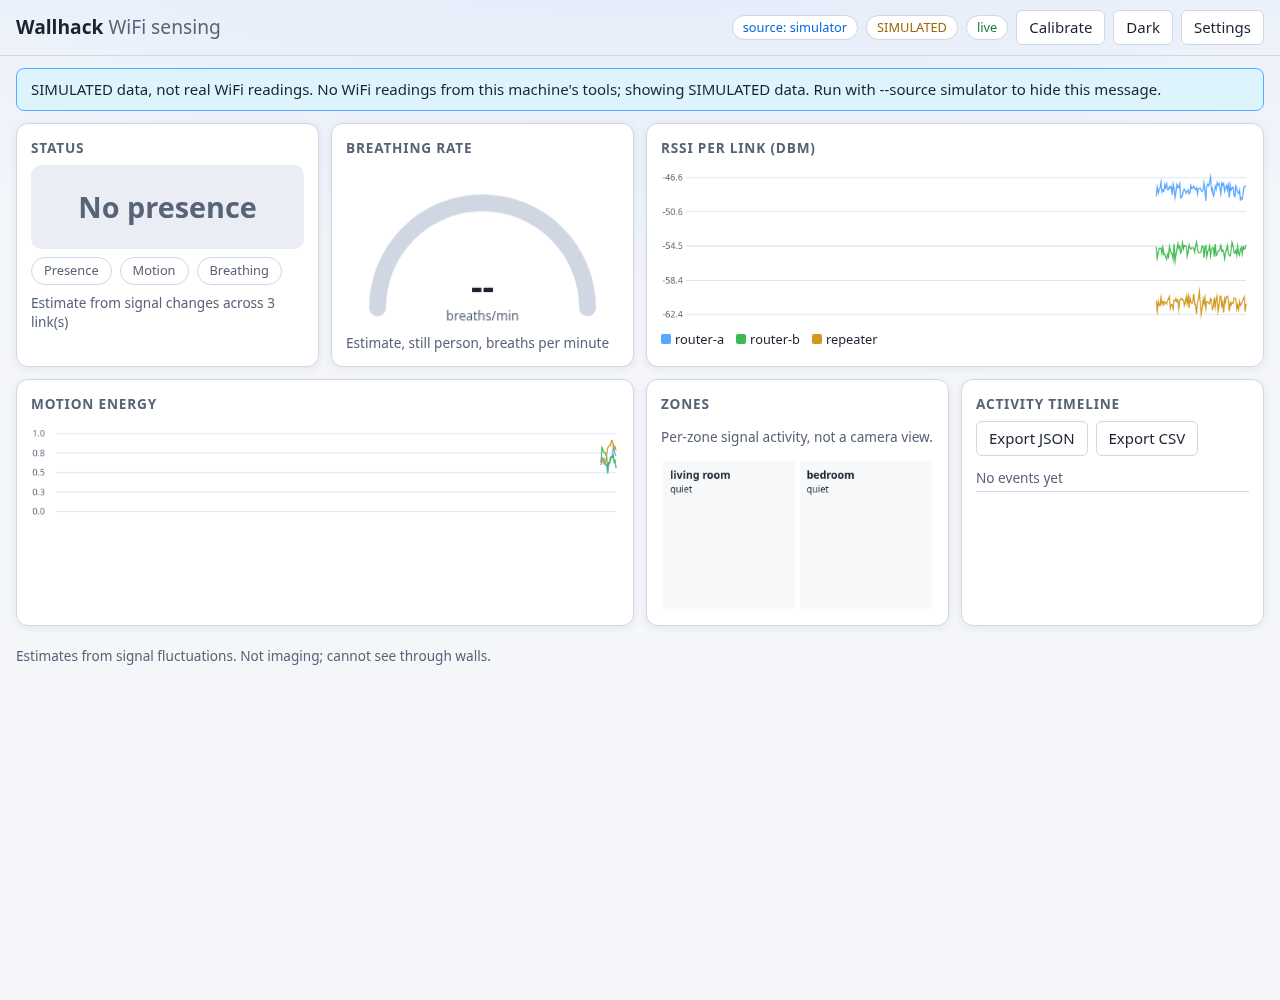 Wallhack WiFi sensing
source: simulator
SIMULATED
live
Calibrate
Dark
Settings
SIMULATED data, not real WiFi readings. No WiFi readings from this machine's tools; showing SIMULATED data. Run with --source simulator to hide this message.
STATUS
No presence
Presence
Motion
Breathing
Estimate from signal changes across 3
link(s)
BREATHING RATE
--
breaths/min
Estimate, still person, breaths per minute
RSSI PER LINK (DBM)
-46.6
-50.6
-54.5
-58.4
-62.4
router-a
router-b
repeater
MOTION ENERGY
1.0
0.8
0.5
0.3
0.0
ZONES
Per-zone signal activity, not a camera view.
living room
quiet
bedroom
quiet
ACTIVITY TIMELINE
Export JSON
Export CSV
No events yet
Estimates from signal fluctuations. Not imaging; cannot see through walls.